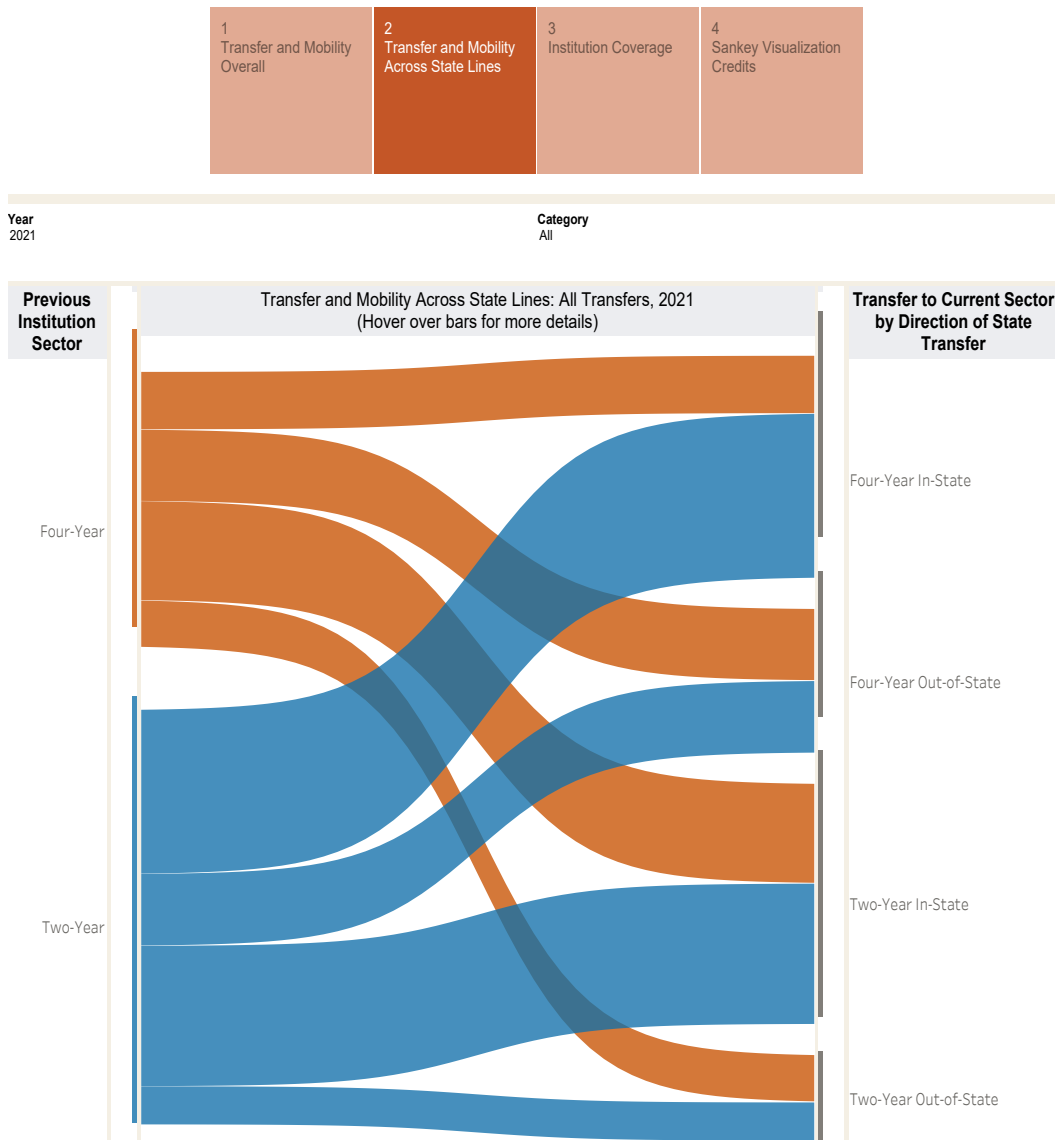 1
Transfer and Mobility
Overall
2
Transfer and Mobility
Across State Lines
3
Institution Coverage
4
Sankey Visualization
Credits
Year
2021
Category
All
Previous
Institution
Sector
Transfer and Mobility Across State Lines: All Transfers, 2021
(Hover over bars for more details)
Transfer to Current Sector
by Direction of State
Transfer
Four-Year
Two-Year
Four-Year In-State
Four-Year Out-of-State
Two-Year In-State
Two-Year Out-of-State